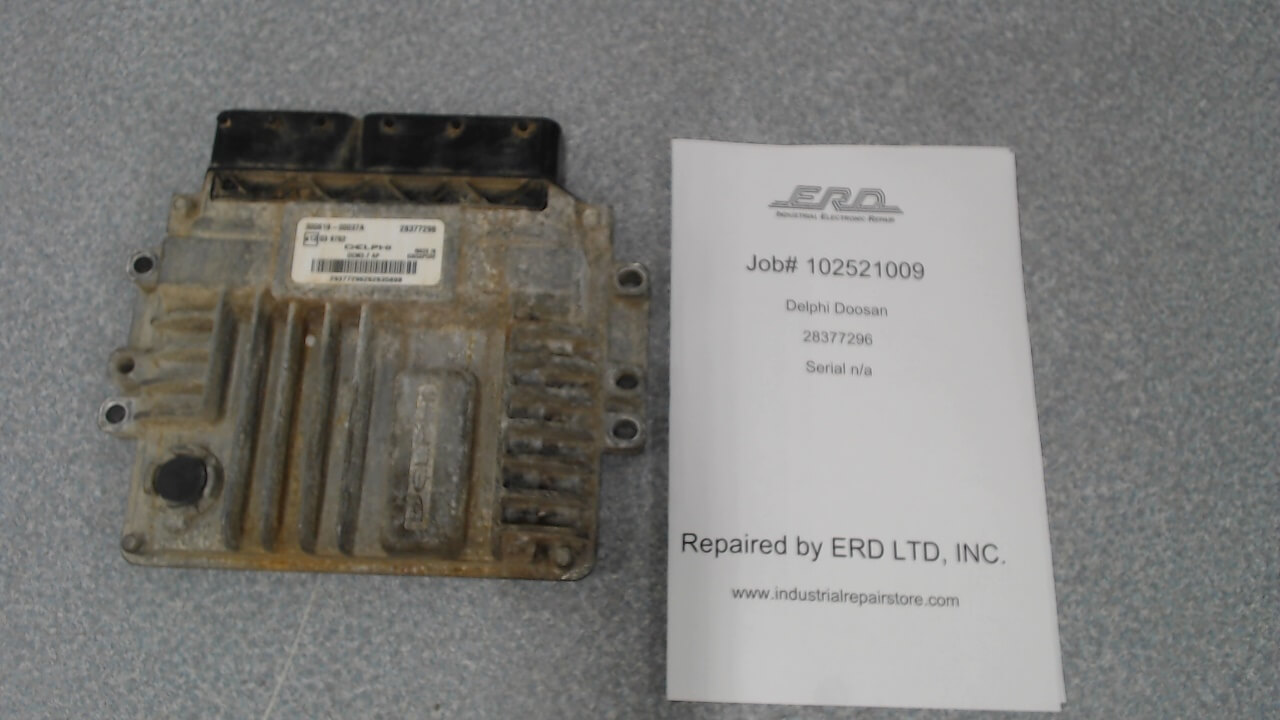 28377296
DELPHI
DELPHI
ERD
INDUSTRIAL ELECTRONIC REPAIR
Job# 102521009
Delphi Doosan
28377296
Serial n/a
Repaired by ERD LTD, INC.
www.industrialrepairstore.com